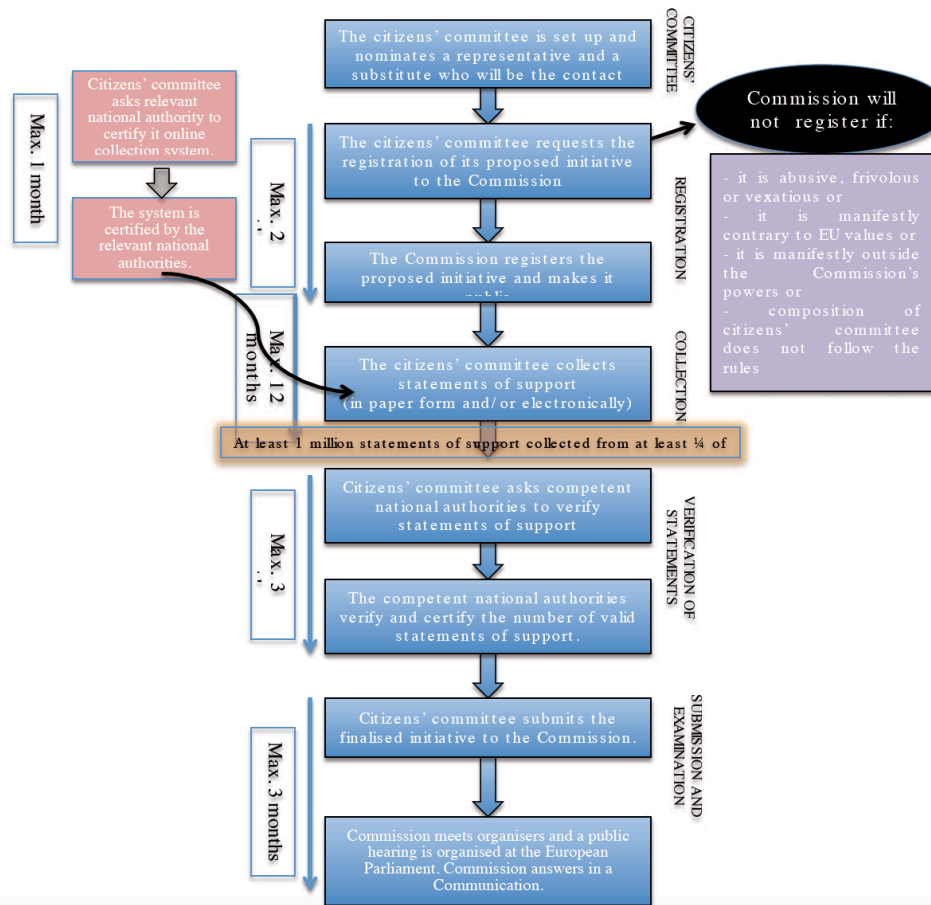 The citizens' committee is set up and
nominates a representative and a
substitute who will be the contact
CITIZENS'
COMMITTEE
Citizens' committee
asks relevant
national authority to
certify it online
collection system.
Max. 1 month
The system is
certified by the
relevant national
authorities.
Commission will
not register if:
- it is abusive, frivolous
or vexatious or
- it is manifestly
contrary to EU values or
- it is manifestly outside
the Commission's
powers or
- composition of
citizens' committee
does not follow the
rules
The citizens' committee requests the
registration of its proposed initiative
to the Commission
REGISTRATION
Max. 2
The Commission registers the
proposed initiative and makes it
public
Max. 12
months
The citizens' committee collects
statements of support
(in paper form and/or electronically)
COLLECTION
At least 1 million statements of support collected from at least ¼ of
Citizens' committee asks competent
national authorities to verify
statements of support
VERIFICATION OF
STATEMENTS
Max. 3
The competent national authorities
verify and certify the number of valid
statements of support.
Citizens' committee submits the
finalised initiative to the Commission.
SUBMISSION AND
EXAMINATION
Max. 3 months
Commission meets organisers and a public
hearing is organised at the European
Parliament. Commission answers in a
Communication.